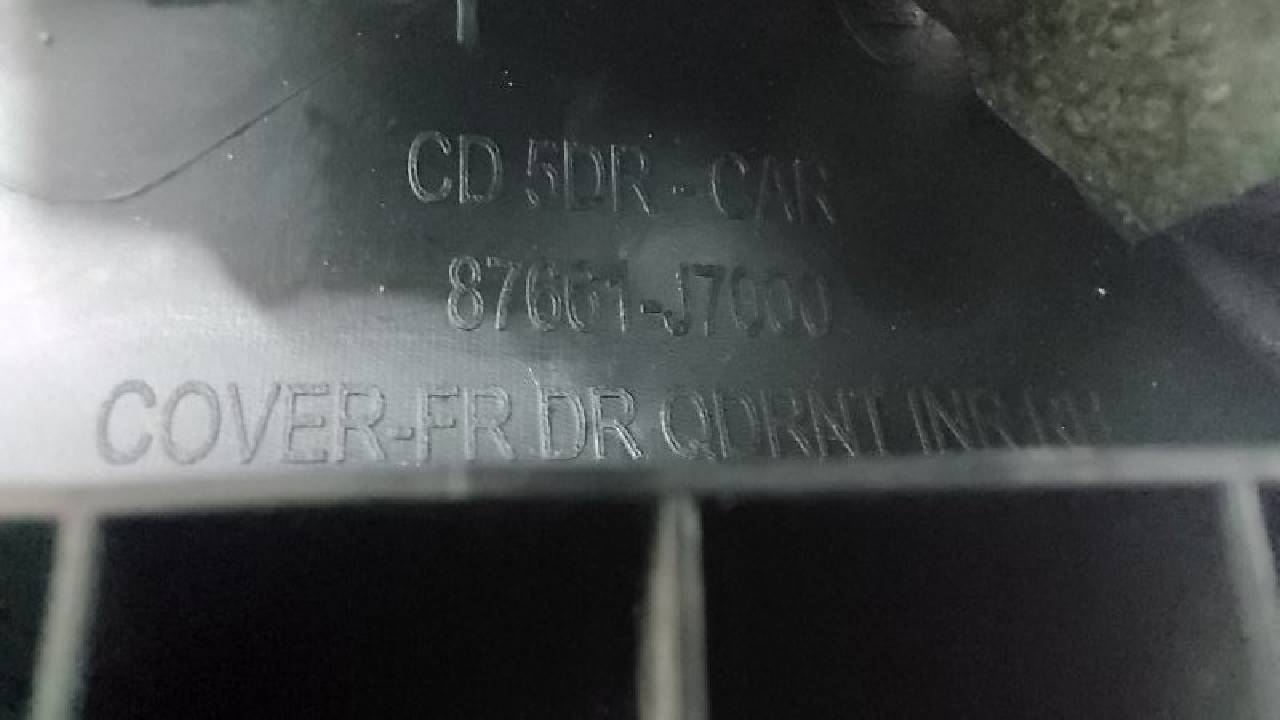 CD 5DR - CAR
87661-J7000
COVER-FR DR QDRNT INR